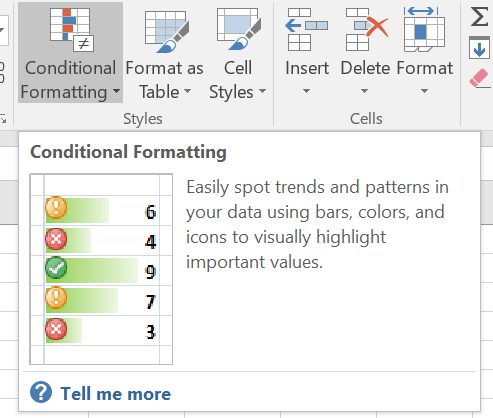 Conditional Formatting
Format as Table
Cell Styles
Insert
Delete
Format
Styles
Cells
Conditional Formatting
6
4
9
7
3
Easily spot trends and patterns in
your data using bars, colors, and
icons to visually highlight
important values.
Tell me more